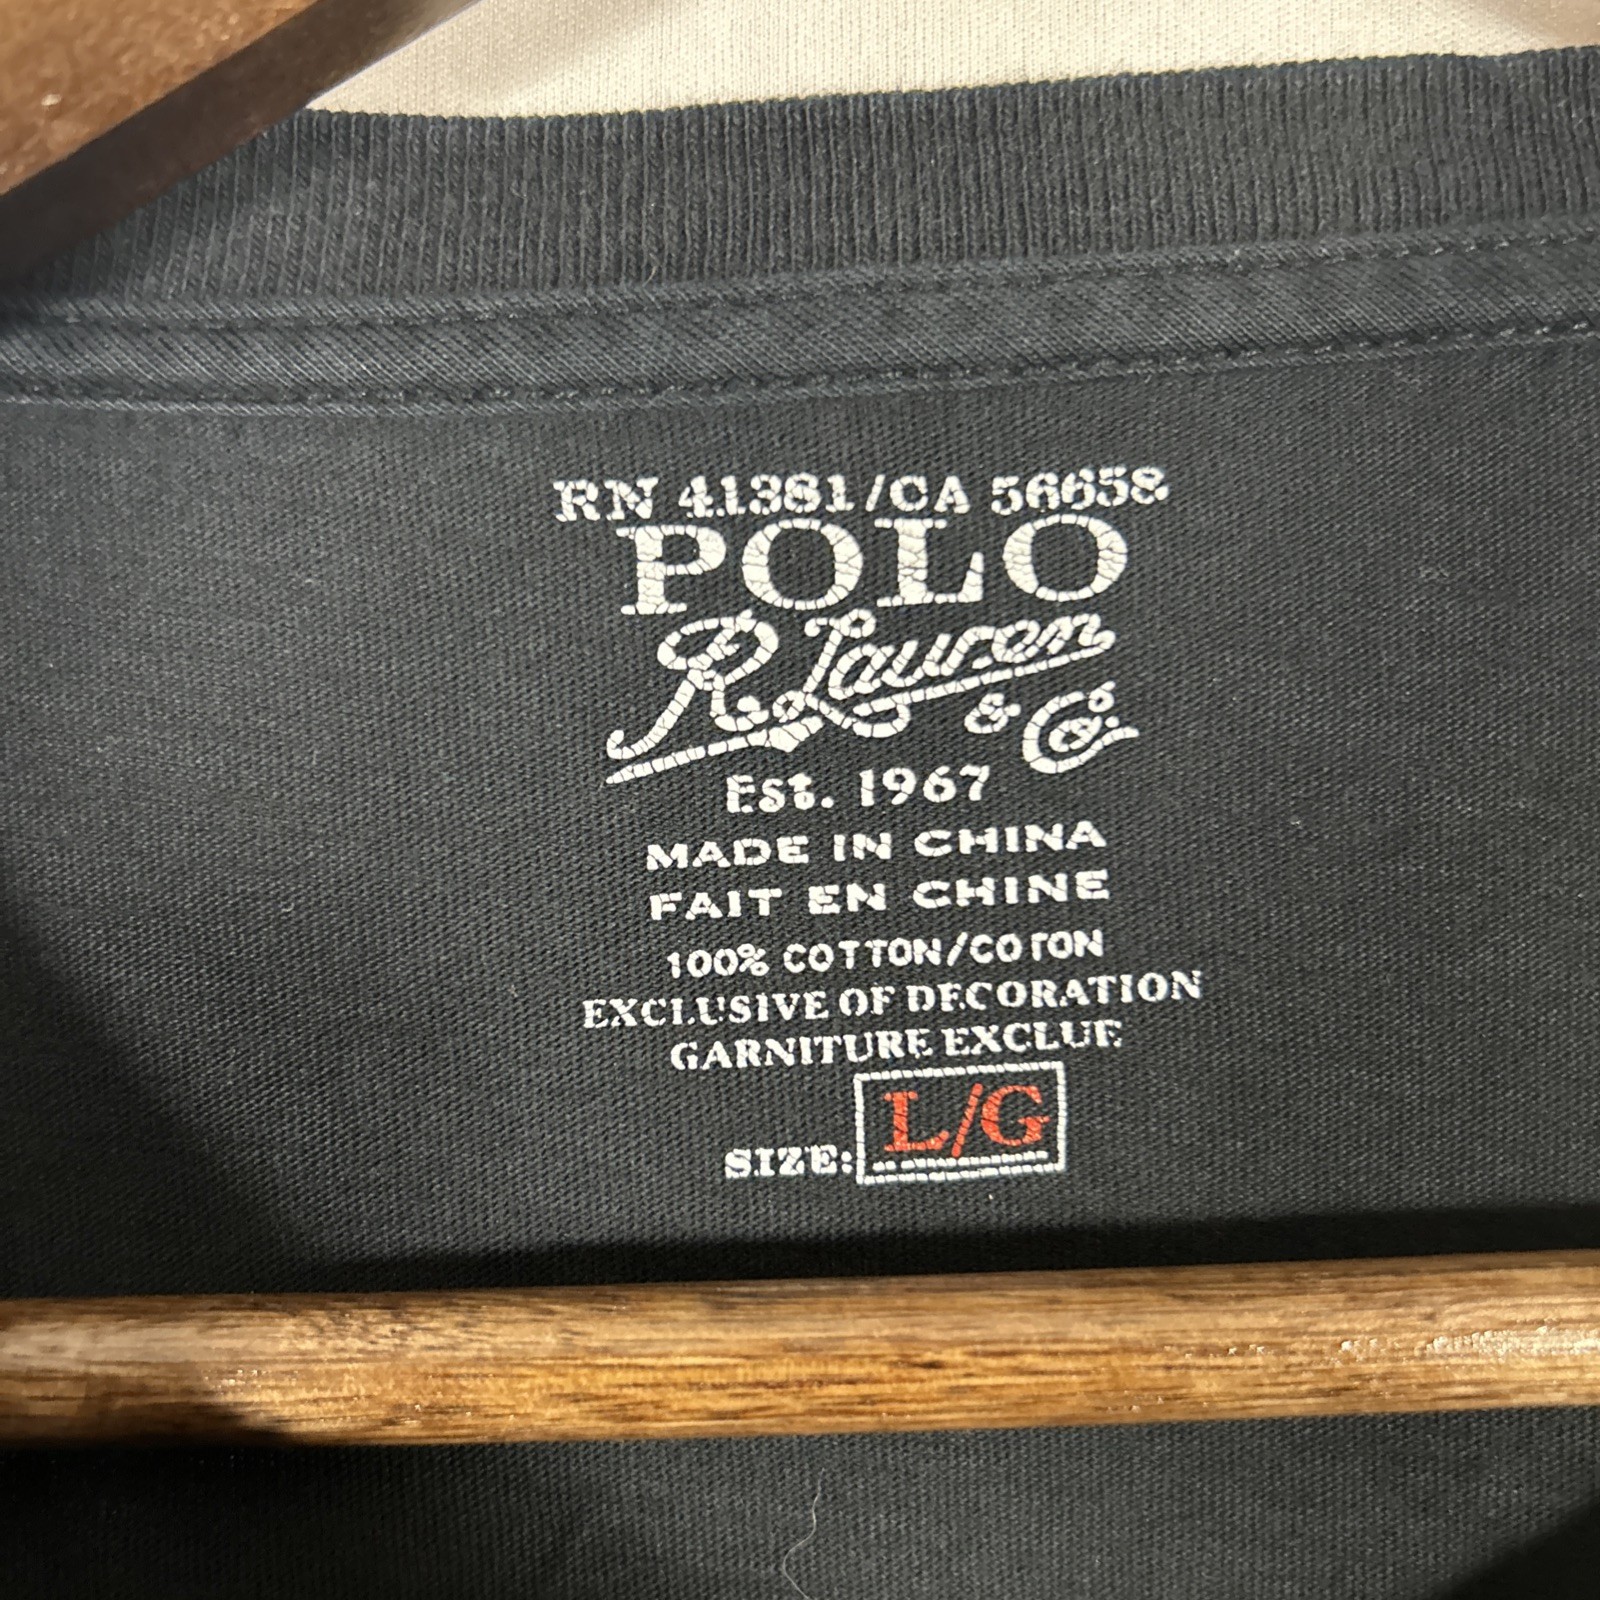 RN 41381/CA 56658
POLO
R. Lauren
& Co.
Est. 1967
MADE IN CHINA
FAIT EN CHINE
100% COTTON/COTON
EXCLUSIVE OF DECORATION
GARNITURE EXCLUE
SIZE: L/G